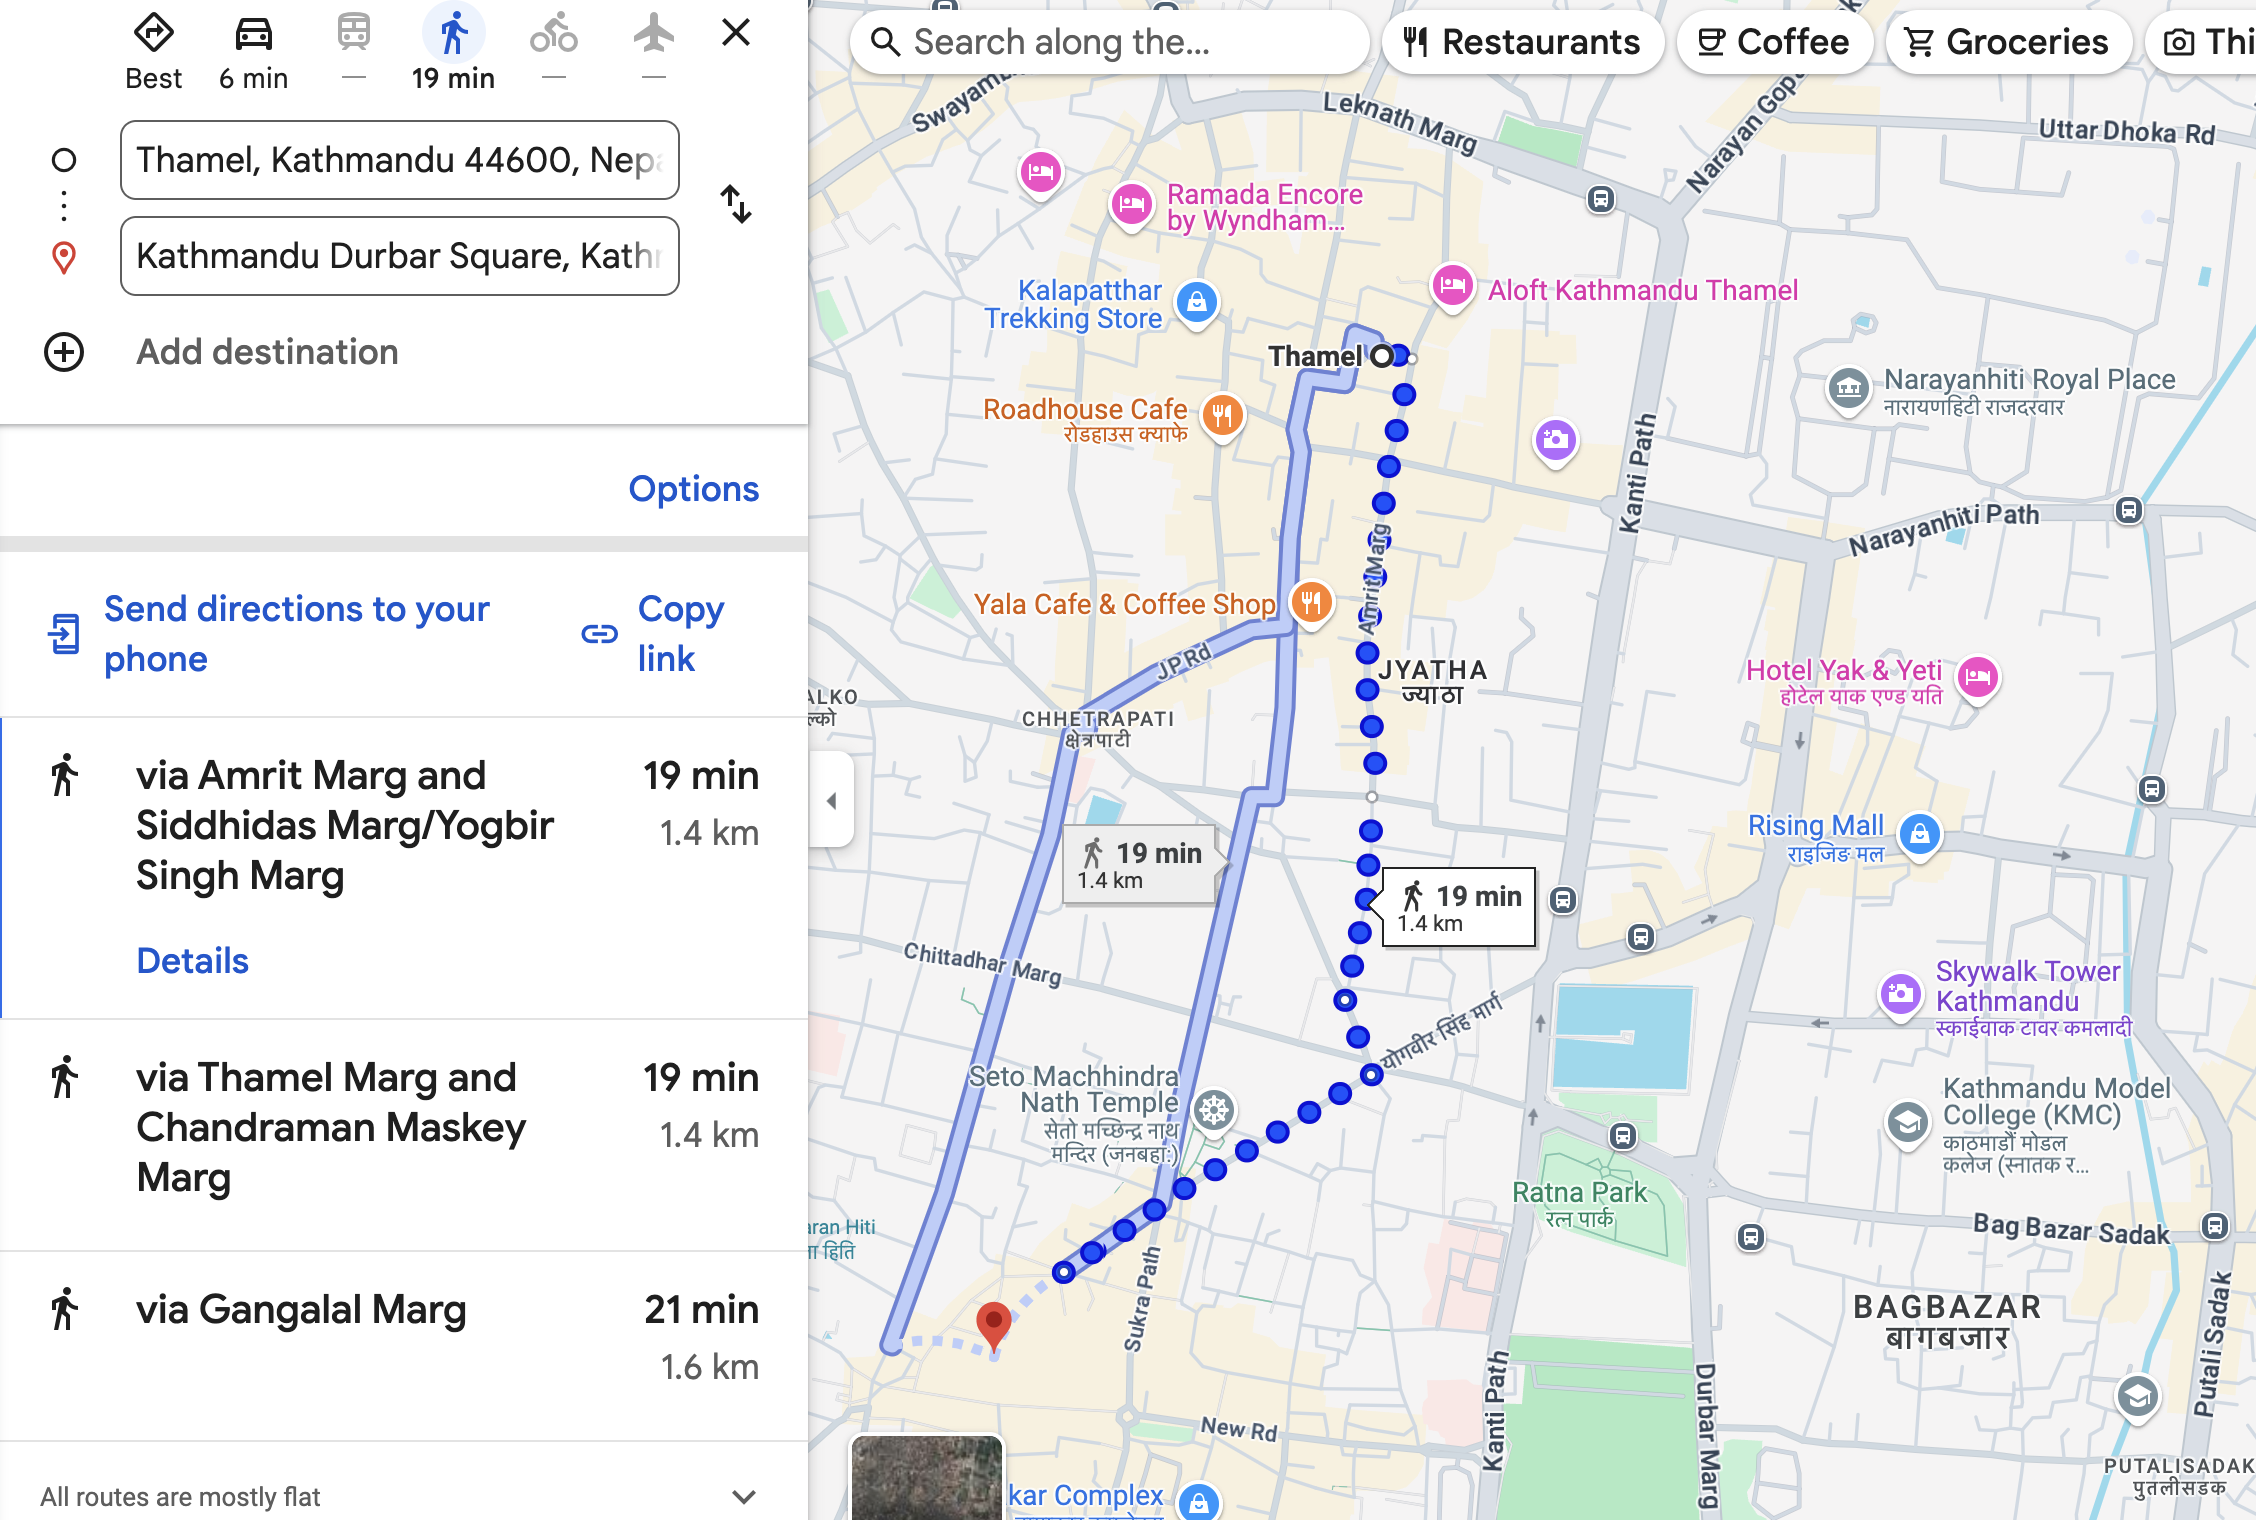 Best
6 min
—
19 min
—
—
Thamel, Kathmandu 44600, Nepa
Kathmandu Durbar Square, Kath
Add destination
Options
Send directions to your
phone
Copy
link
via Amrit Marg and
Siddhidas Marg/Yogbir
Singh Marg
19 min
1.4 km
Details
via Thamel Marg and
Chandraman Maskey
Marg
19 min
1.4 km
via Gangalal Marg
21 min
1.6 km
All routes are mostly flat
Search along the...
Restaurants
Coffee
Groceries
Thi
Leknath Marg
Uttar Dhoka Rd
Ramada Encore
by Wyndham...
Kalapatthar
Trekking Store
Aloft Kathmandu Thamel
Thamel
Narayanhiti Royal Place
नारायणहिटी राजदरवार
Roadhouse Cafe
रोडहाउस क्याफे
Kanti Path
Narayanhiti Path
Amrit Marg
Yala Cafe & Coffee Shop
JP Rd
JYATHA
ज्याठा
Hotel Yak & Yeti
होटेल याक एण्ड यति
CHHETRAPATI
क्षेत्रपाटी
Rising Mall
राइजिङ मल
19 min
1.4 km
19 min
1.4 km
Chittadhar Marg
Skywalk Tower
Kathmandu
स्काईवाक टावर कमलादी
योगवीर सिंह मार्ग
Seto Machhindra
Nath Temple
सेतो मच्छिन्द्र नाथ
मन्दिर (जनबहा:)
Kathmandu Model
College (KMC)
काठमाडौं मोडल
कलेज (स्नातक र...
Ratna Park
रत्न पार्क
Bag Bazar Sadak
aran Hiti
Sukra Path
BAGBAZAR
बागबजार
Putali Sadak
Kanti Path
Durbar Marg
New Rd
PUTALISADAK
पुतलीसडक
kar Complex